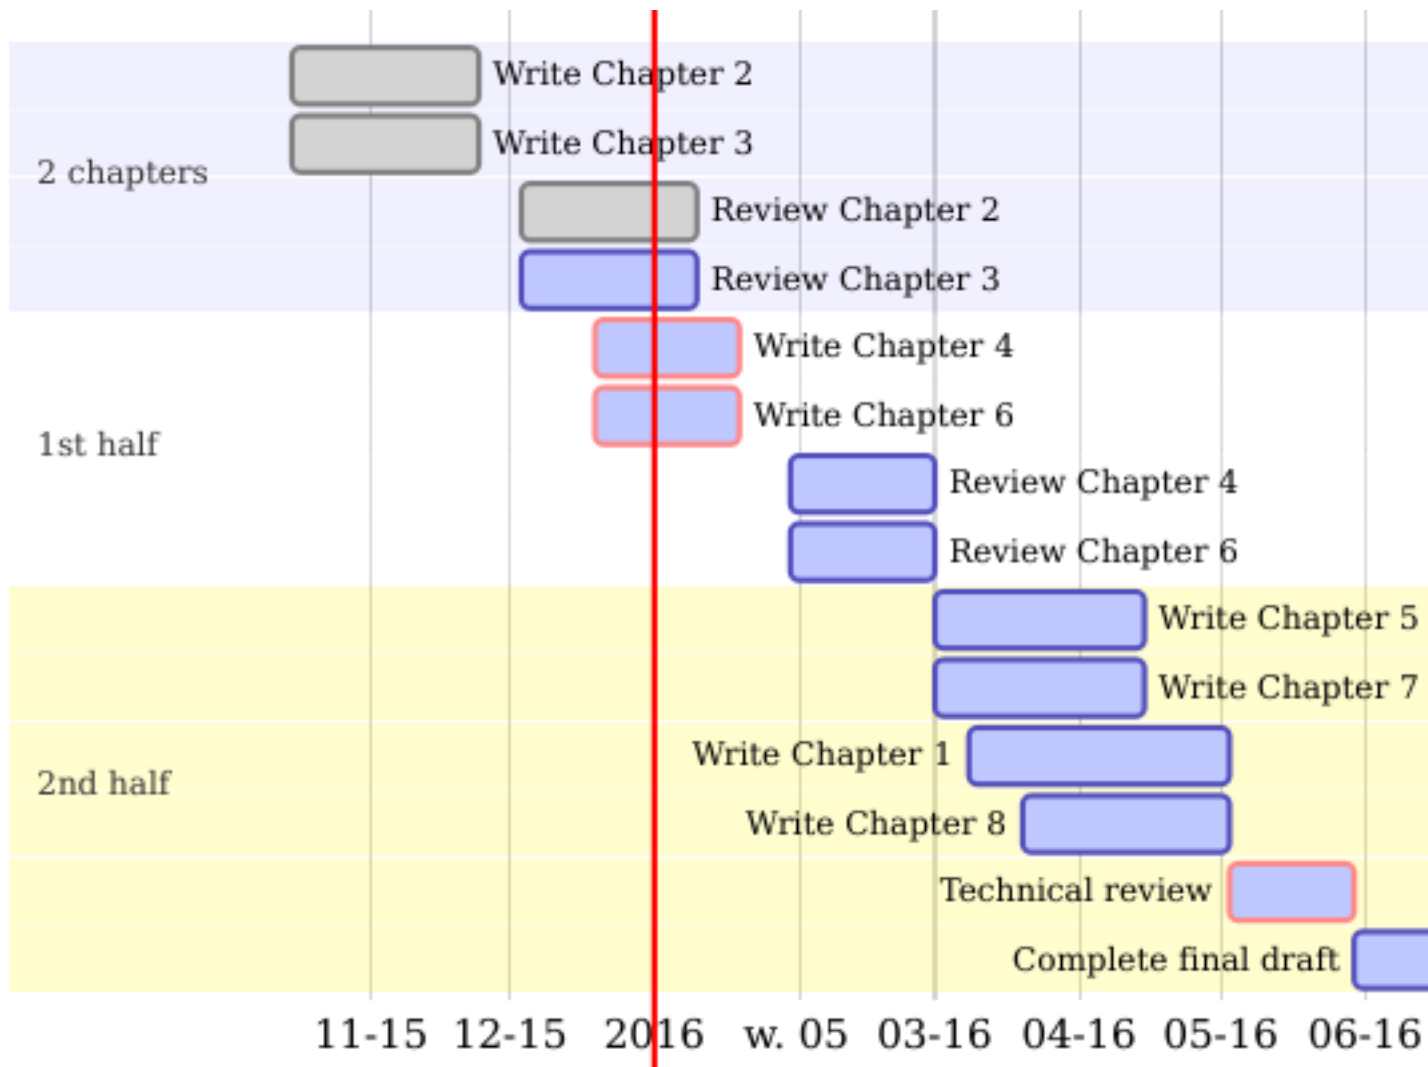 Write Chapter 2
Write Chapter 3
2 chapters
Review Chapter 2
Review Chapter 3
Write Chapter 4
Write Chapter 6
1st half
Review Chapter 4
Review Chapter 6
Write Chapter 5
Write Chapter 7
Write Chapter 1
2nd half
Write Chapter 8
Technical review
Complete final draft
11-15 12-15 2016 w. 05 03-16 04-16 05-16 06-16